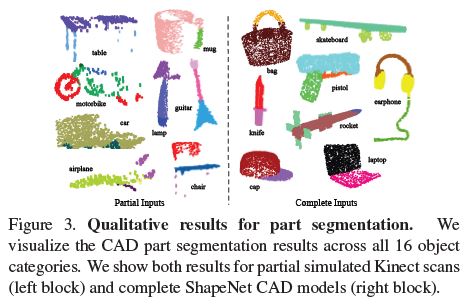 table
mug
motorbike
guitar
car
lamp
airplane
chair
Partial Inputs
bag
skateboard
pistol
earphone
knife
rocket
cap
laptop
Complete Inputs
Figure 3. Qualitative results for part segmentation. We
visualize the CAD part segmentation results across all 16 object
categories. We show both results for partial simulated Kinect scans
(left block) and complete ShapeNet CAD models (right block).